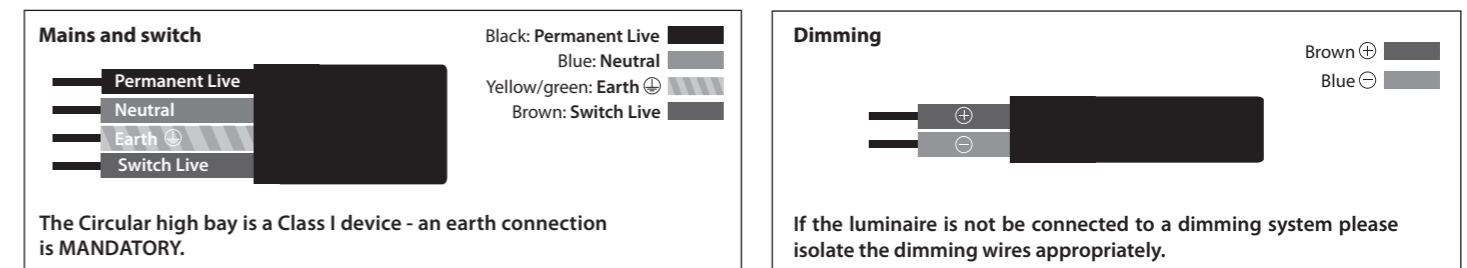 Mains and switch
Black: Permanent Live
Blue: Neutral
Yellow/green: Earth ⏚
Brown: Switch Live
Permanent Live
Neutral
Earth ⏚
Switch Live
The Circular high bay is a Class I device - an earth connection
is MANDATORY.
Dimming
Brown ⊕
Blue ⊖
⊕
⊖
If the luminaire is not be connected to a dimming system please
isolate the dimming wires appropriately.